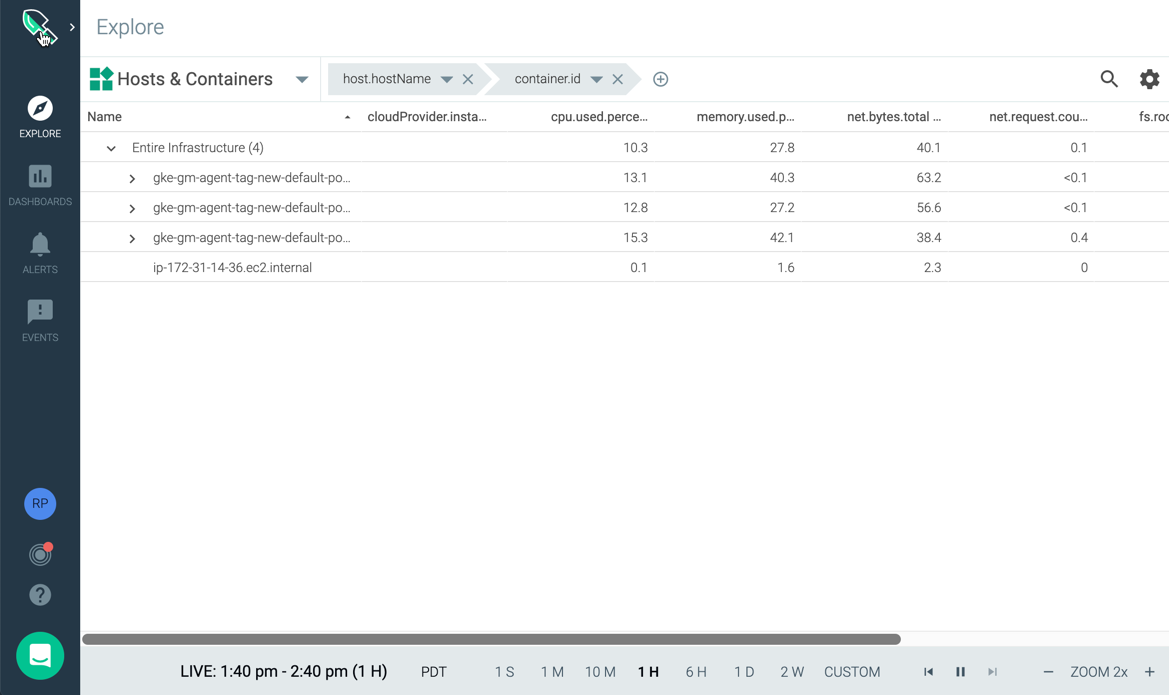 Explore
Hosts & Containers
host.hostName
container.id
Name cloudProvider.insta... cpu.used.perce... memory.used.p... net.bytes.total ... net.request.cou... fs.roo
Entire Infrastructure (4) 10.3 27.8 40.1 0.1
gke-gm-agent-tag-new-default-po... 13.1 40.3 63.2 <0.1
gke-gm-agent-tag-new-default-po... 12.8 27.2 56.6 <0.1
gke-gm-agent-tag-new-default-po... 15.3 42.1 38.4 0.4
ip-172-31-14-36.ec2.internal 0.1 1.6 2.3 0
EXPLORE
DASHBOARDS
ALERTS
EVENTS
RP
LIVE: 1:40 pm - 2:40 pm (1 H) PDT 1 S 1 M 10 M 1 H 6 H 1 D 2 W CUSTOM ZOOM 2x